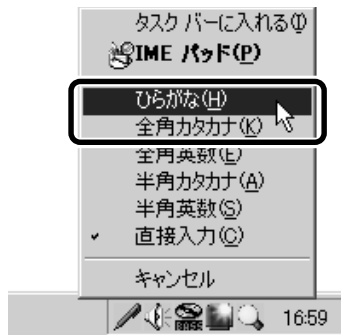 タスク バーに入れる(I)
IME パッド(P)
ひらがな(H)
全角カタカナ(K)
全角英数(E)
半角カタカナ(A)
半角英数(S)
直接入力(C)
キャンセル
BASS
16:59